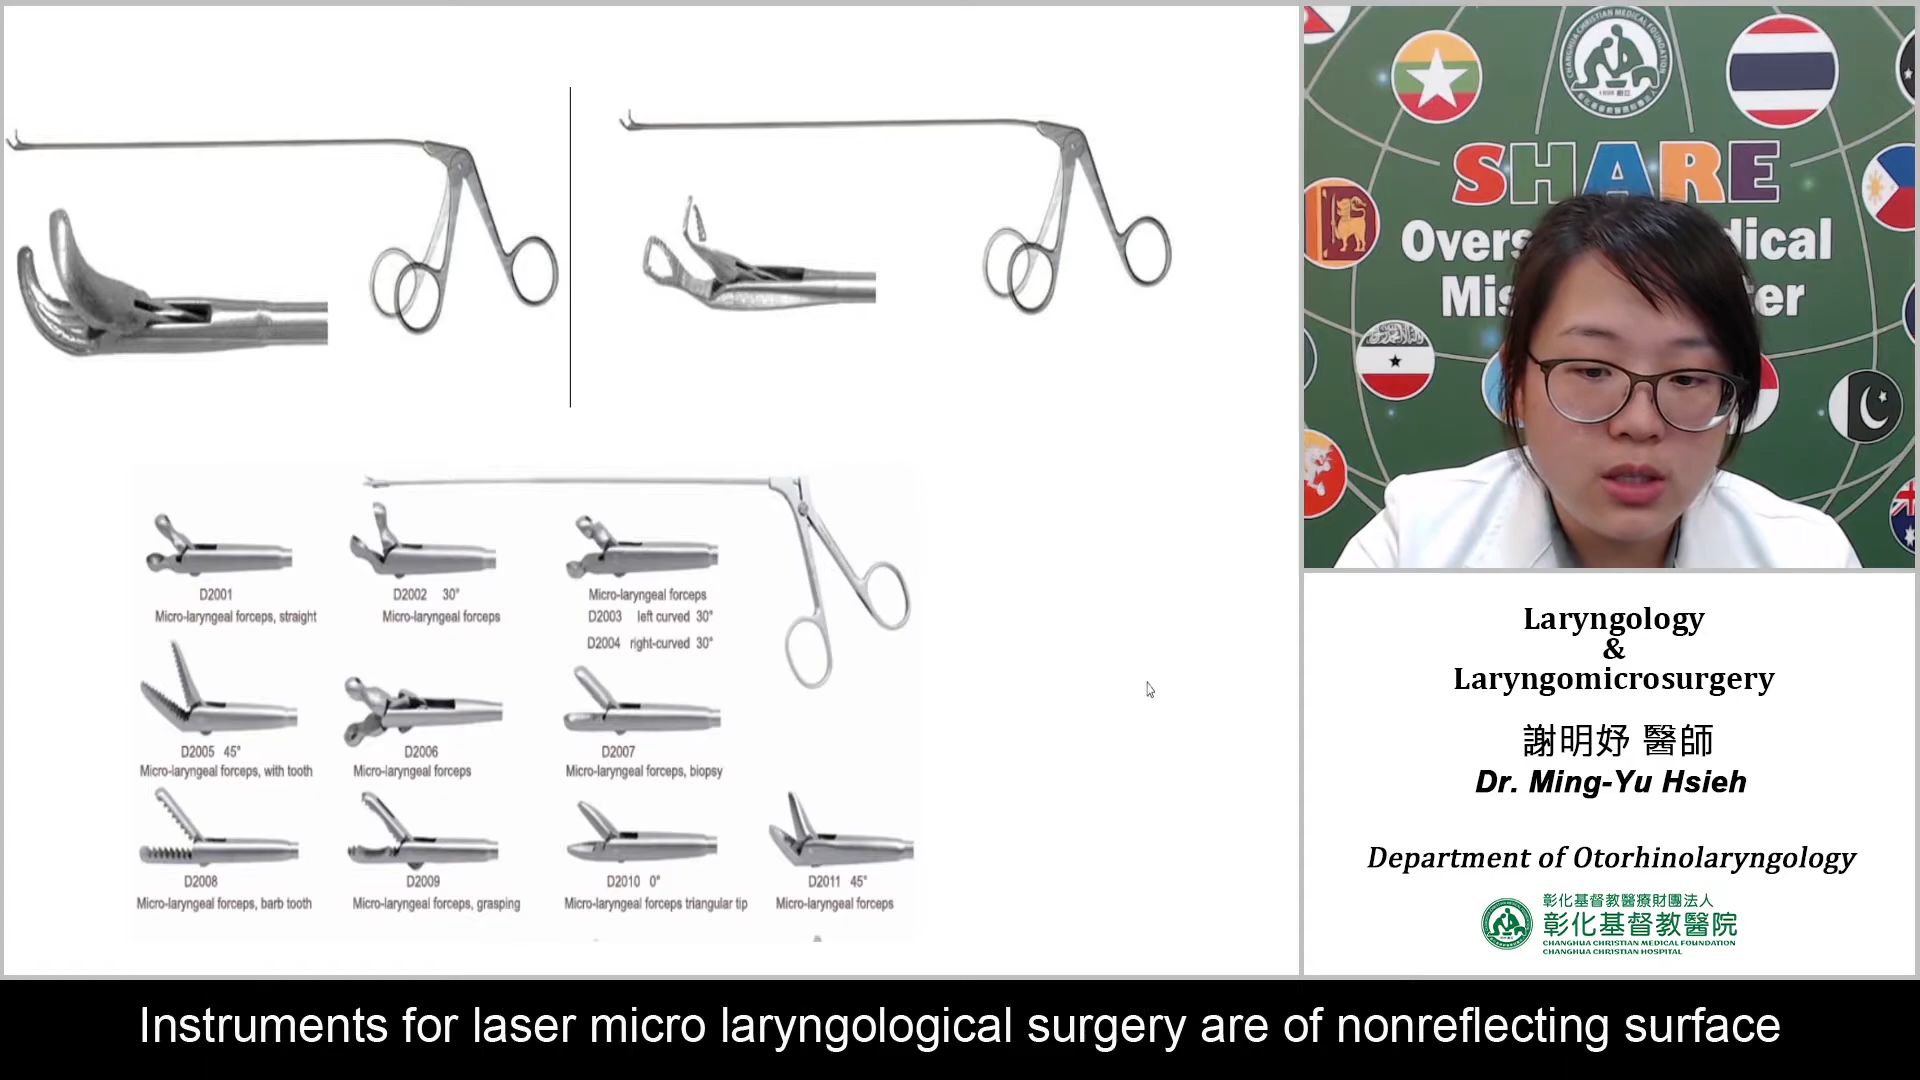 D2001
Micro-laryngeal forceps, straight
D2002 30°
Micro-laryngeal forceps
Micro-laryngeal forceps
D2003 left curved 30°
D2004 right-curved 30°
D2005 45°
Micro-laryngeal forceps, with tooth
D2006
Micro-laryngeal forceps
D2007
Micro-laryngeal forceps, biopsy
D2008
Micro-laryngeal forceps, barb tooth
D2009
Micro-laryngeal forceps, grasping
D2010 0°
Micro-laryngeal forceps triangular tip
D2011 45°
Micro-laryngeal forceps
CHANGHUA CHRISTIAN MEDICAL FOUNDATION
SHARE
Laryngology
&
Laryngomicrosurgery
謝明妤 醫師
Dr. Ming-Yu Hsieh
Department of Otorhinolaryngology
彰化基督教醫療財團法人
彰化基督教醫院
CHANGHUA CHRISTIAN MEDICAL FOUNDATION
CHANGHUA CHRISTIAN HOSPITAL
Instruments for laser micro laryngological surgery are of nonreflecting surface